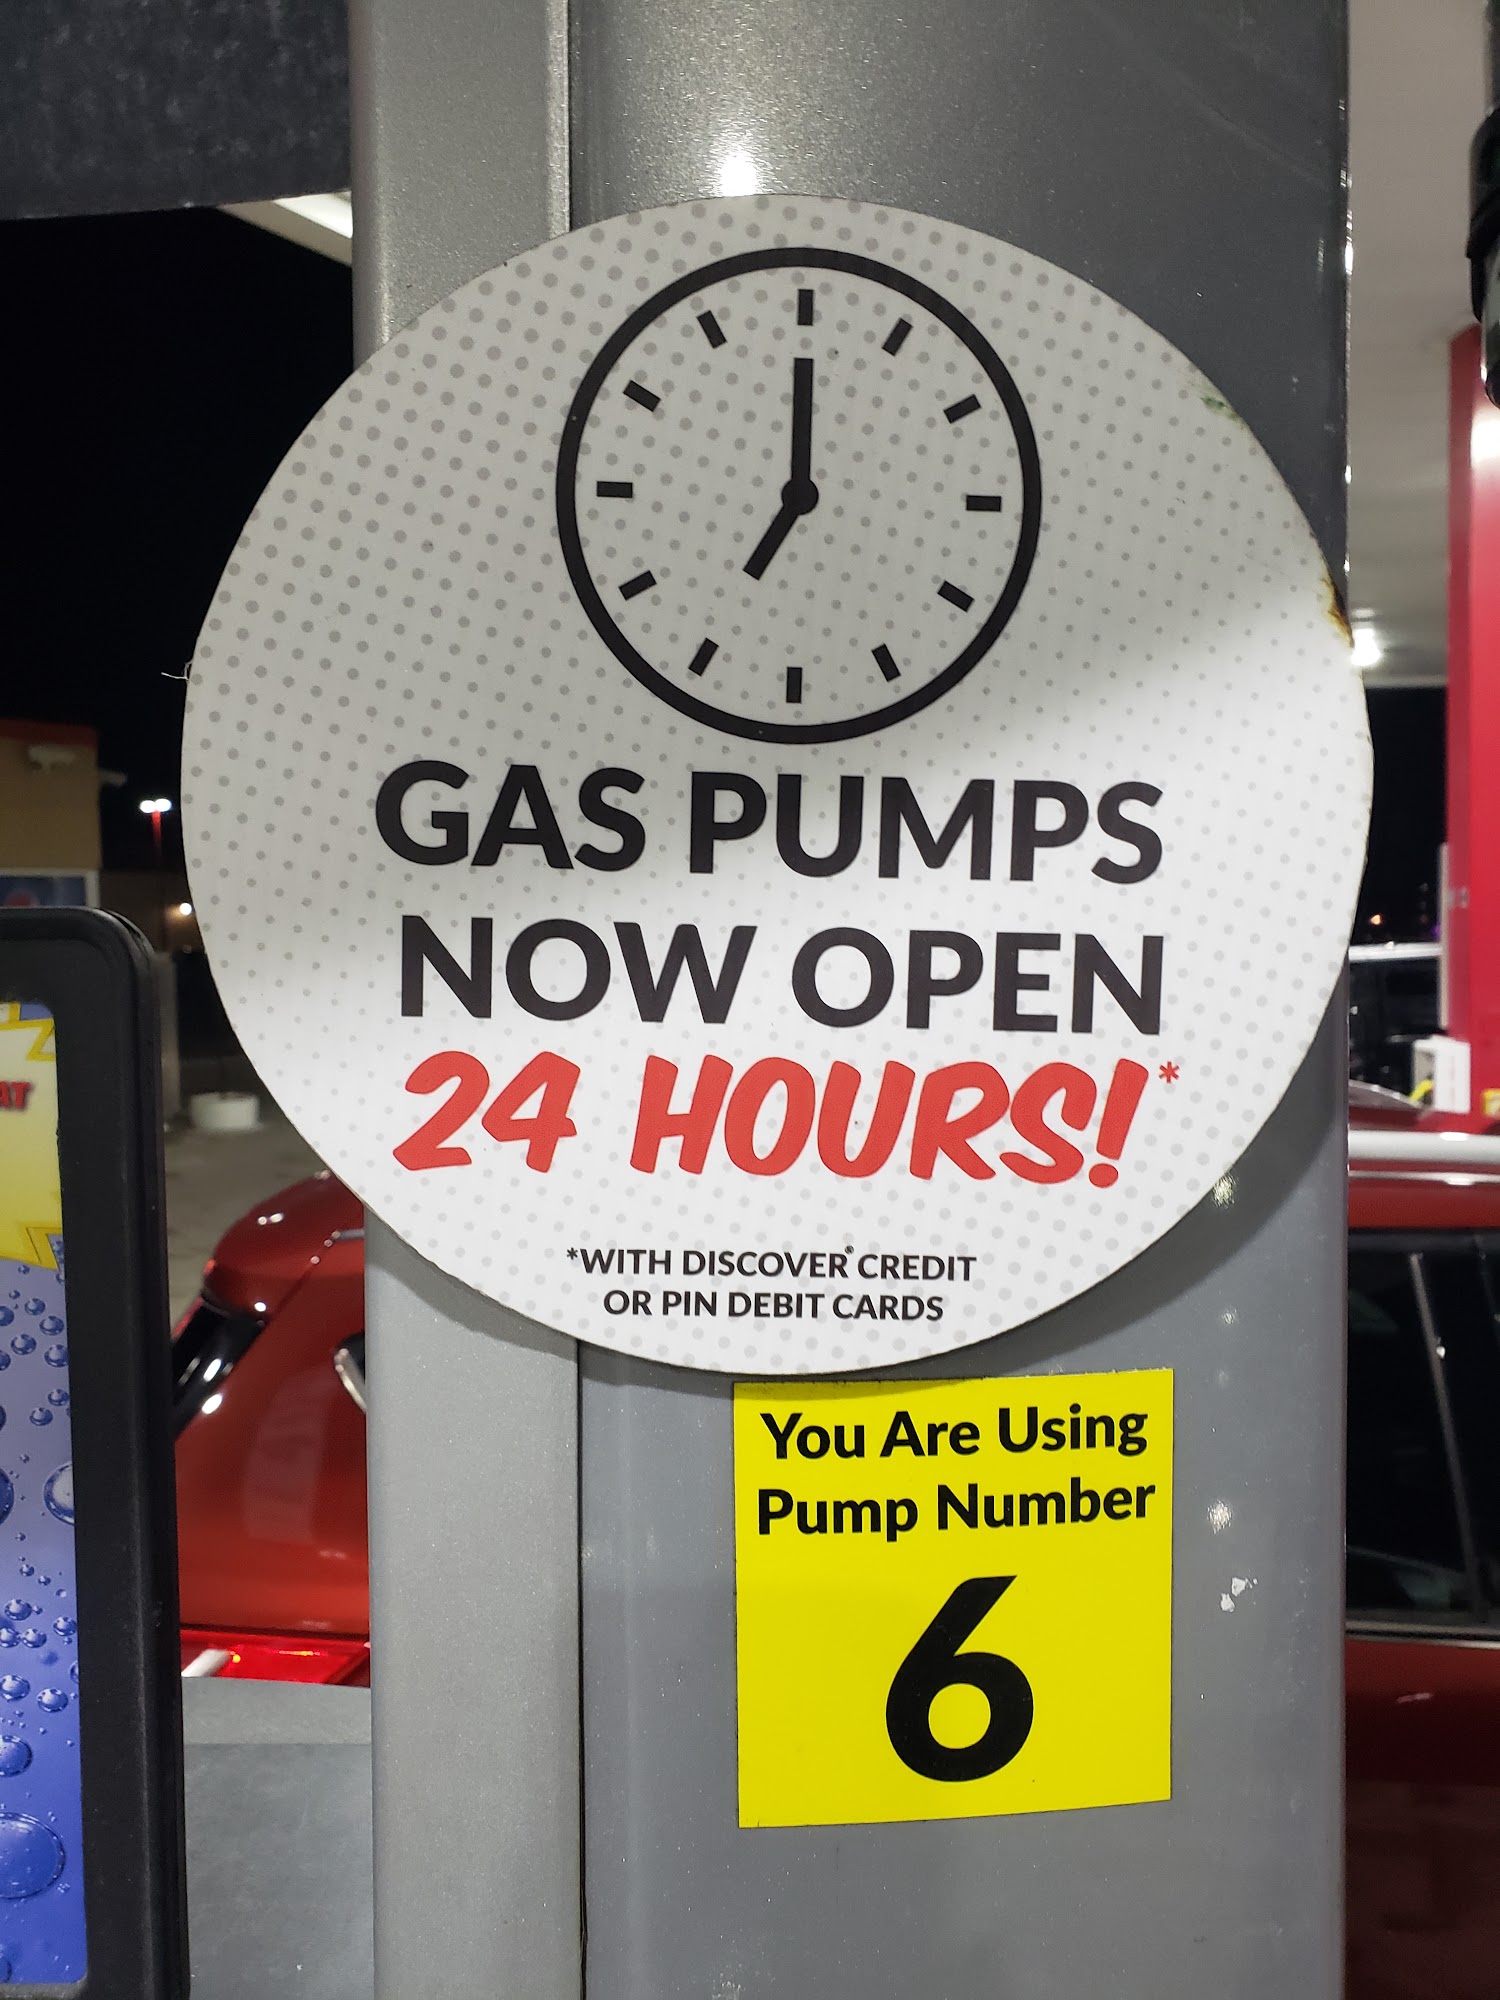 GAS PUMPS
NOW OPEN
24 HOURS!*
*WITH DISCOVER® CREDIT
OR PIN DEBIT CARDS
You Are Using
Pump Number
6